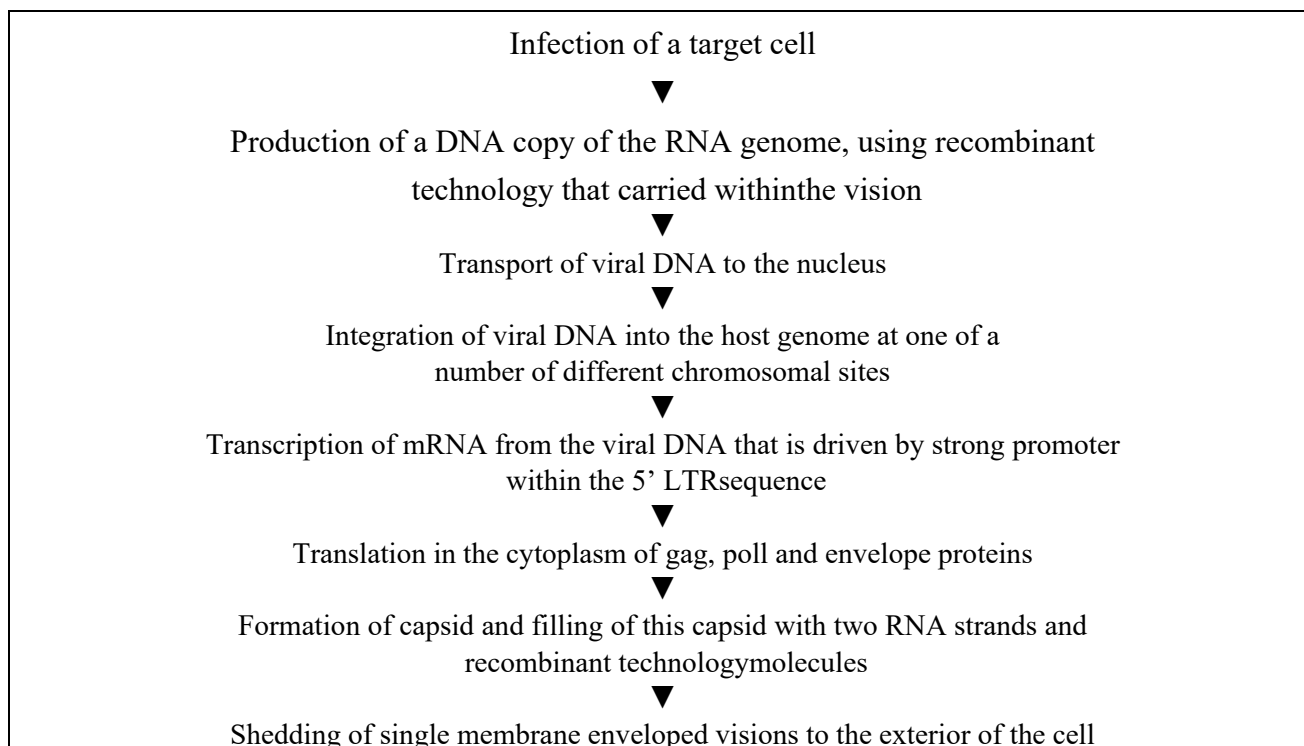 Infection of a target cell
Production of a DNA copy of the RNA genome, using recombinant
technology that carried withinthe vision
Transport of viral DNA to the nucleus
Integration of viral DNA into the host genome at one of a
number of different chromosomal sites
Transcription of mRNA from the viral DNA that is driven by strong promoter
within the 5’ LTRsequence
Translation in the cytoplasm of gag, poll and envelope proteins
Formation of capsid and filling of this capsid with two RNA strands and
recombinant technologymolecules
Shedding of single membrane enveloped visions to the exterior of the cell